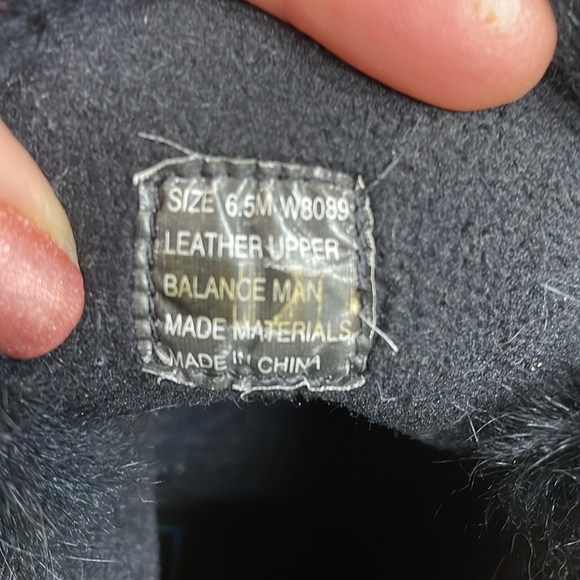 SIZE 6.5M W8089
LEATHER UPPER
BALANCE MAN
MADE MATERIALS
MADE IN CHINA